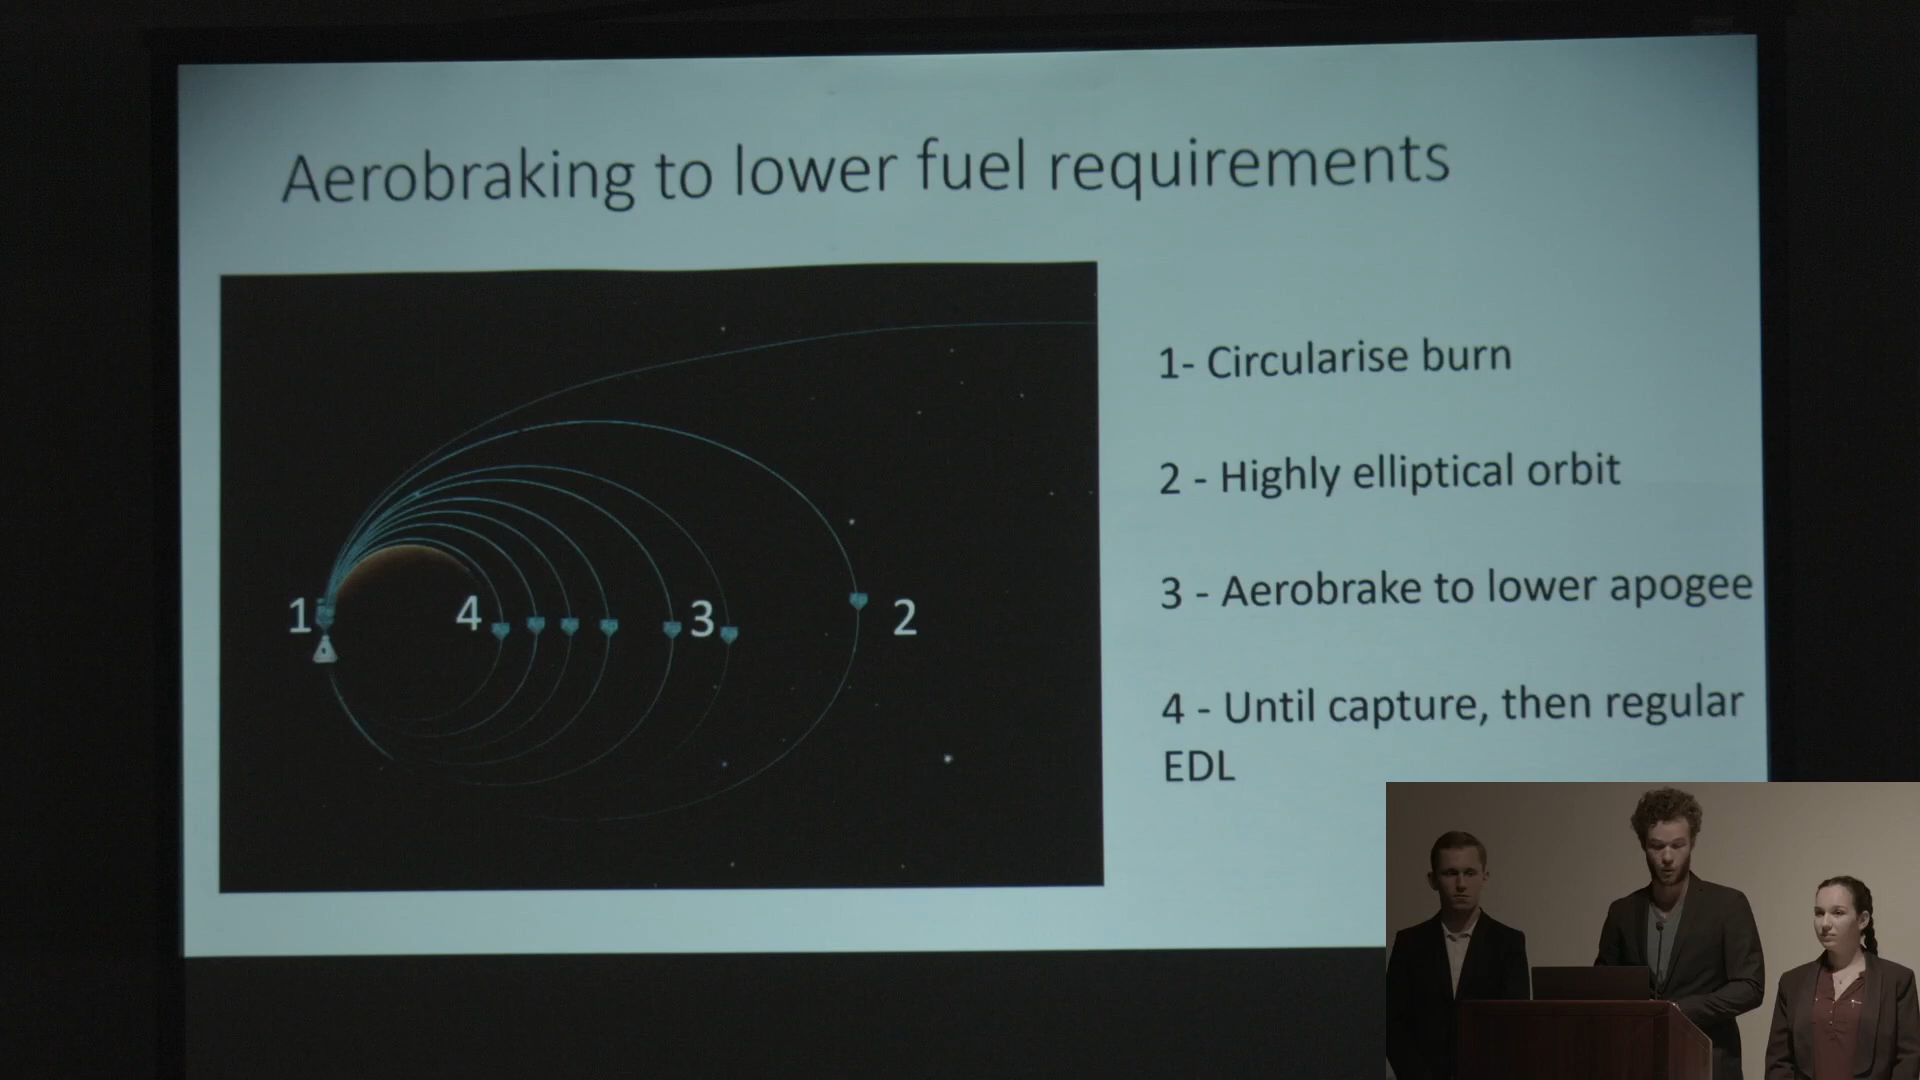 Aerobraking to lower fuel requirements
1- Circularise burn
2 - Highly elliptical orbit
3 - Aerobrake to lower apogee
4 - Until capture, then regular
EDL
1
4
3
2